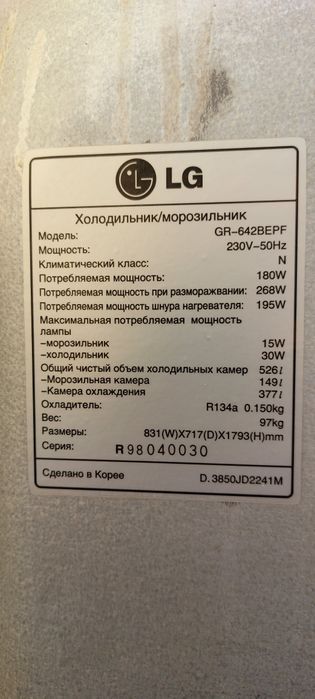 LG
Холодильник/морозильник
Модель: GR-642BEPF
Мощность: 230V-50Hz
Климатический класс: N
Потребляемая мощность: 180W
Потребляемая мощность при разморживании: 268W
Потребляемая мощность шнура нагревателя: 195W
Максимальная потребляемая мощность
лампы
-морозильник 15W
-холодильник 30W
Общий чистый объем холодильных камер 526l
-Морозильная камера 149l
-Камера охлаждения 377l
Охладитель: R134a 0.150kg
Вес: 97kg
Размеры: 831(W)X717(D)X1793(H)mm
Серия: R98040030
Сделано в Корее D.3850JD2241M